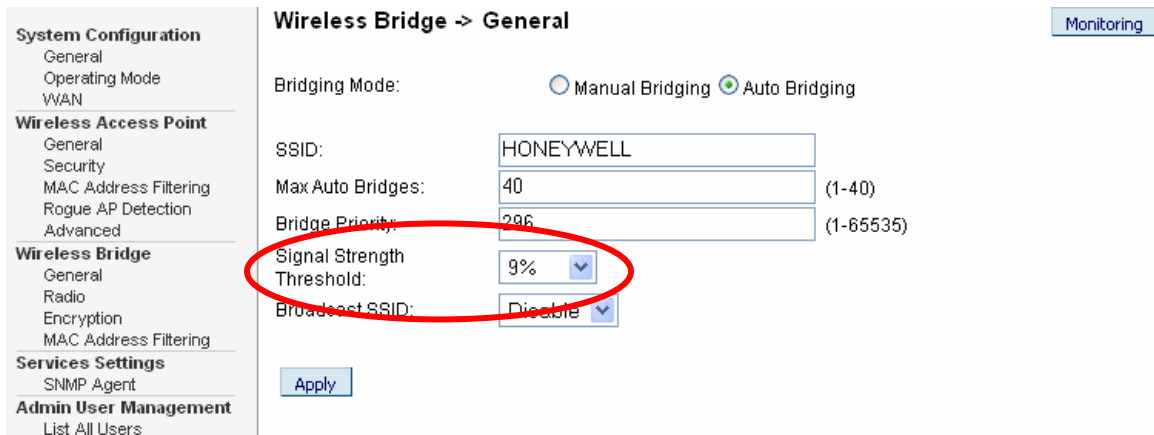 System Configuration
General
Operating Mode
WAN
Wireless Access Point
General
Security
MAC Address Filtering
Rogue AP Detection
Advanced
Wireless Bridge
General
Radio
Encryption
MAC Address Filtering
Services Settings
SNMP Agent
Admin User Management
List All Users
Wireless Bridge -> General
Monitoring
Bridging Mode: Manual Bridging Auto Bridging
SSID: HONEYWELL
Max Auto Bridges: 40 (1-40)
Bridge Priority: 296 (1-65535)
Signal Strength
Threshold: 9%
Broadcast SSID: Disable
Apply